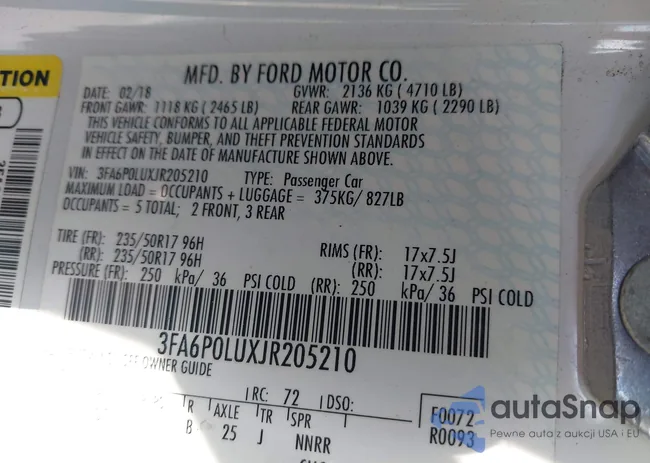 TION
MFD. BY FORD MOTOR CO.
DATE: 02/18 GVWR: 2136 KG ( 4710 LB)
FRONT GAWR: 1118 KG ( 2465 LB) REAR GAWR: 1039 KG ( 2290 LB)
THIS VEHICLE CONFORMS TO ALL APPLICABLE FEDERAL MOTOR
VEHICLE SAFETY, BUMPER, AND THEFT PREVENTION STANDARDS
IN EFFECT ON THE DATE OF MANUFACTURE SHOWN ABOVE.
VIN: 3FA6P0LUXJR205210 TYPE: Passenger Car
MAXIMUM LOAD = OCCUPANTS + LUGGAGE = 375KG/ 827LB
OCCUPANTS = 5 TOTAL; 2 FRONT, 3 REAR
TIRE (FR): 235/50R17 96H RIMS (FR): 17x7.5J
(RR): 235/50R17 96H (RR): 17x7.5J
PRESSURE (FR): 250 kPa/ 36 PSI COLD (RR): 250 kPa/ 36 PSI COLD
3FA6P0LUXJR205210
OWNER GUIDE
RC: 72 DSO:
R AXLE TR SPR F0072
B 25 J NNRR R0093
autoSnap
Pewne auta z aukcji USA i EU